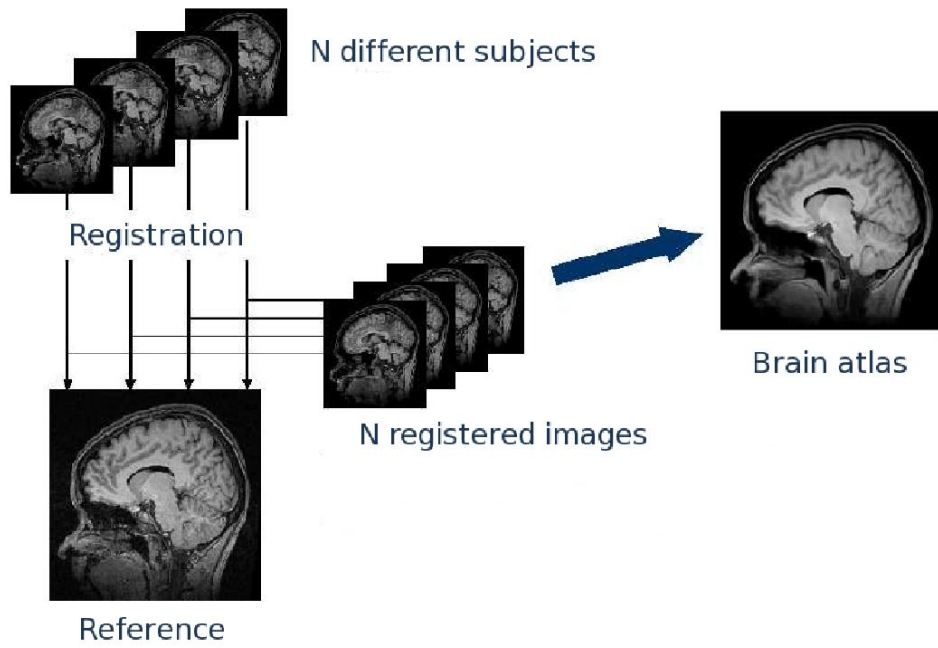 N different subjects
Registration
Brain atlas
N registered images
Reference